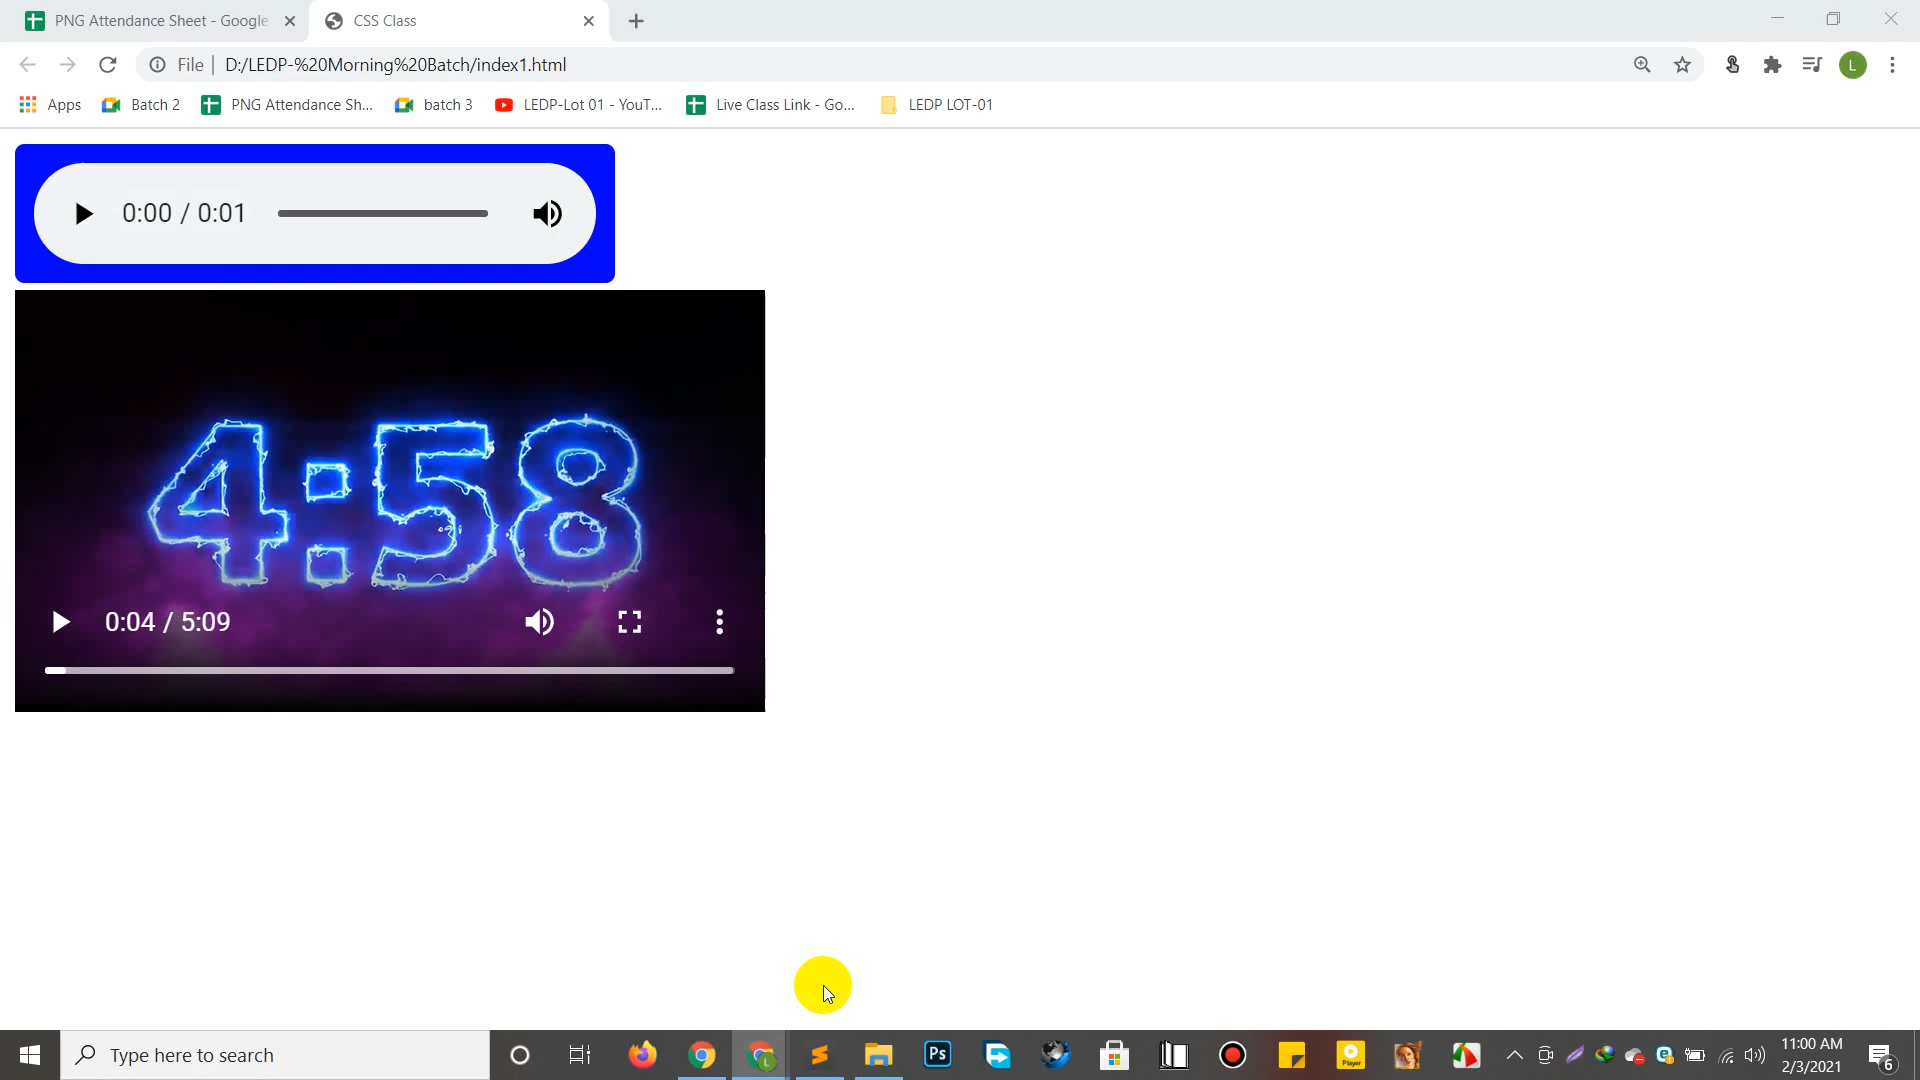 PNG Attendance Sheet - Google
CSS Class
File | D:/LEDP-%20Morning%20Batch/index1.html
L
Apps
Batch 2
PNG Attendance Sh...
batch 3
LEDP-Lot 01 - YouT...
Live Class Link - Go...
LEDP LOT-01
0:00 / 0:01
4:58
0:04 / 5:09
Type here to search
L
Ps
Player
11:00 AM
2/3/2021
6